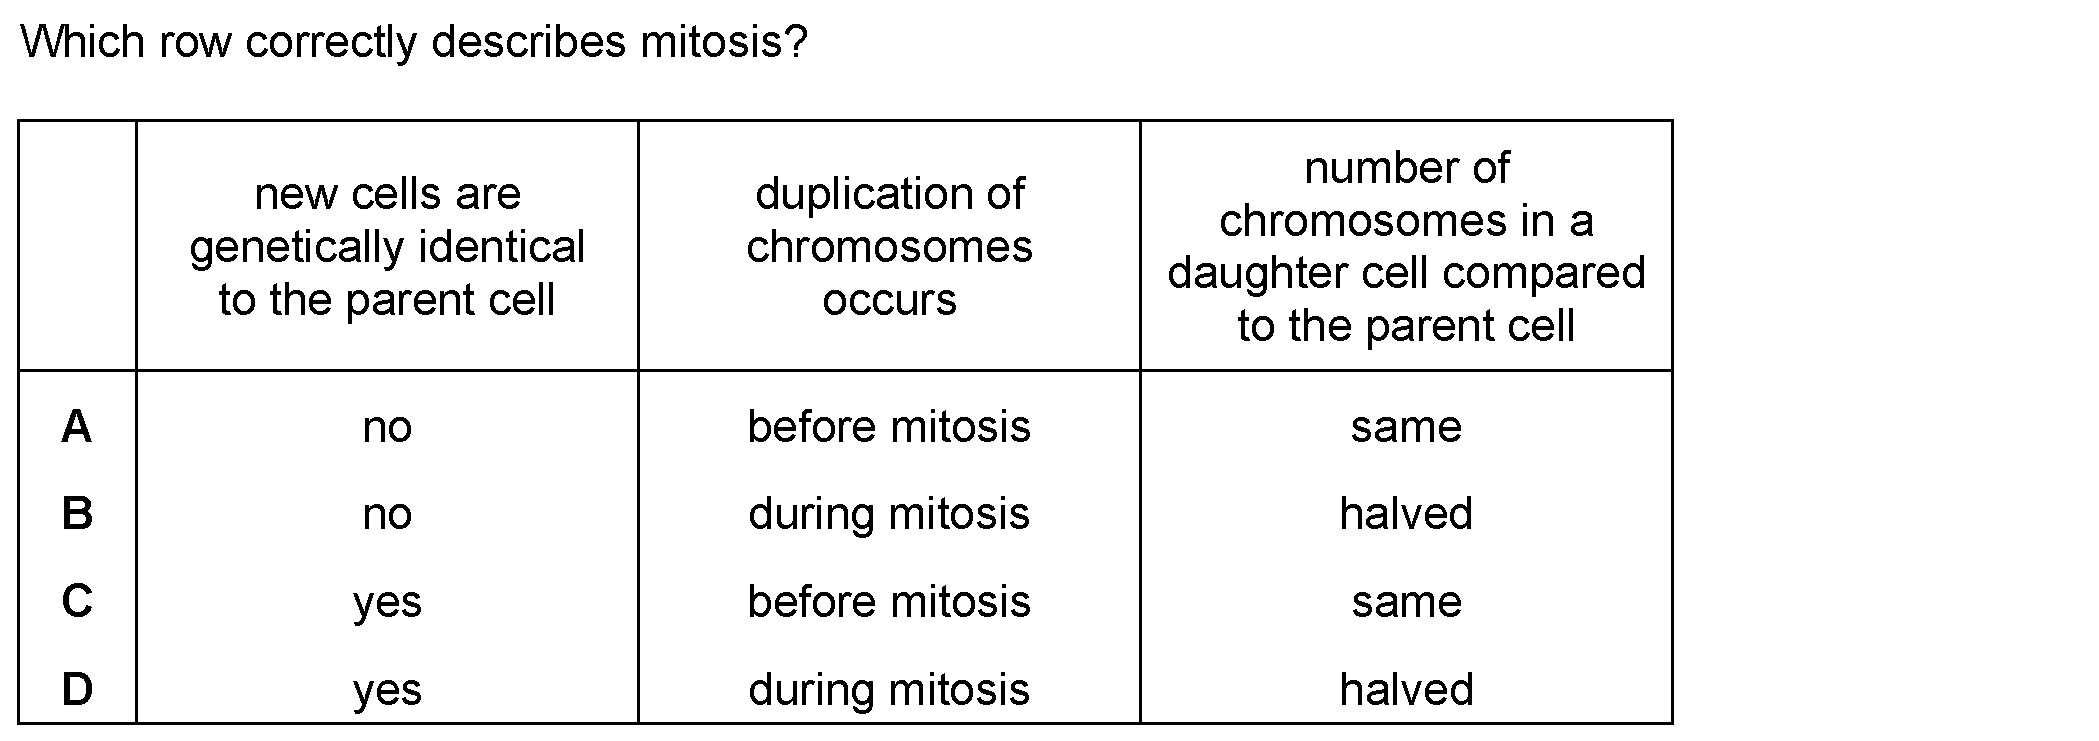 Which row correctly describes mitosis?
new cells are
genetically identical
to the parent cell
duplication of
chromosomes
occurs
number of
chromosomes in a
daughter cell compared
to the parent cell
A no before mitosis same
B no during mitosis halved
C yes before mitosis same
D yes during mitosis halved